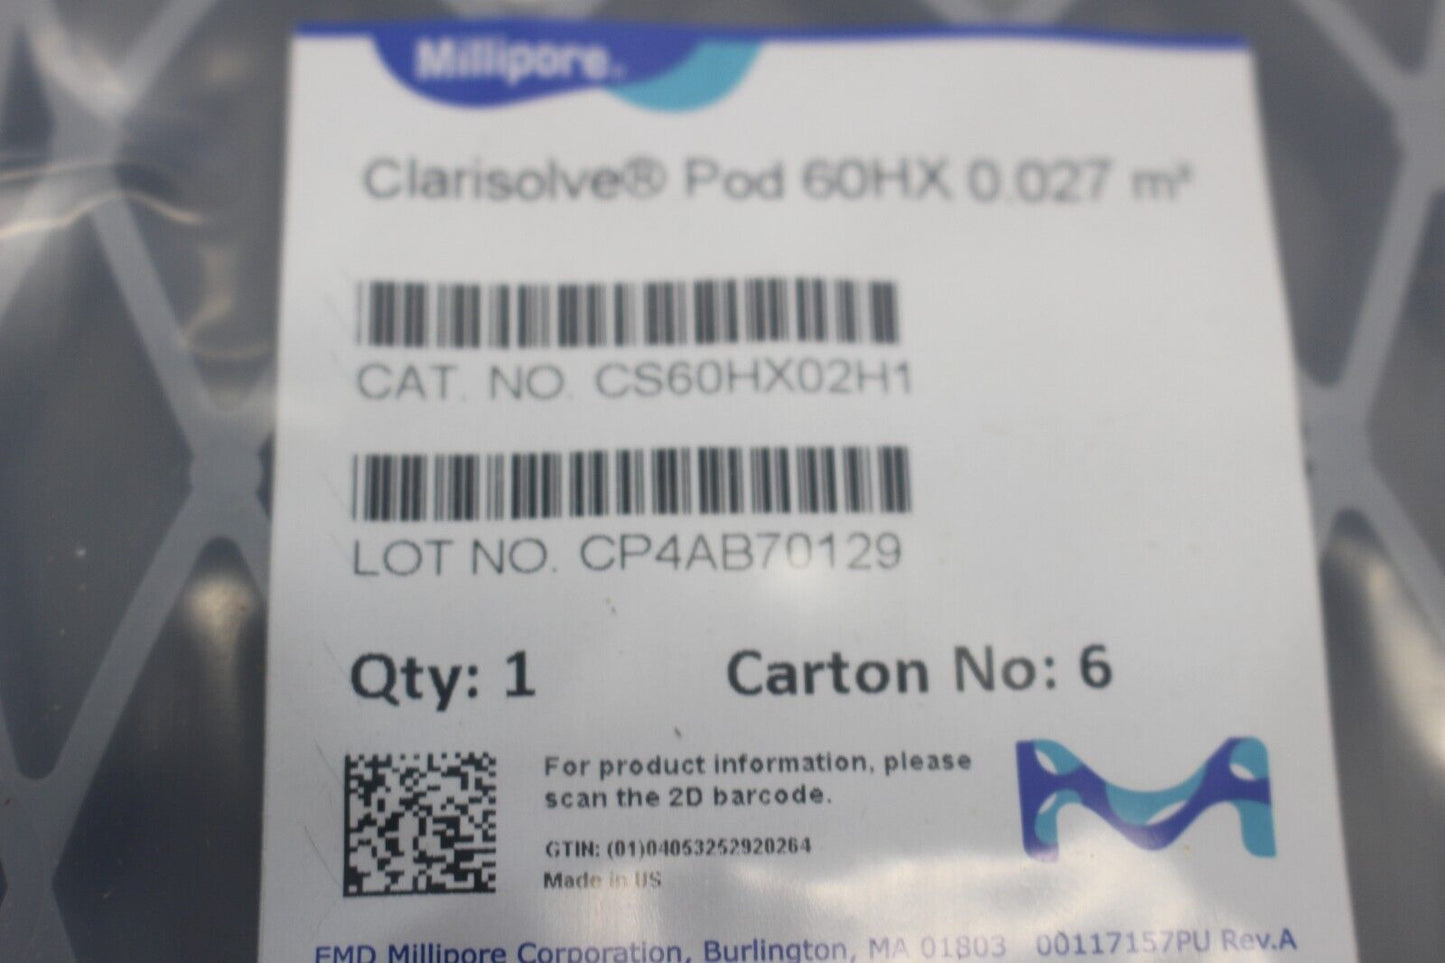 Millipore®
Clarisolve® Pod 60HX 0.027 m²
CAT. NO. CS60HX02H1
LOT NO. CP4AB70129
Qty: 1 Carton No: 6
For product information, please
scan the 2D barcode.
GTIN: (01)04053252920264
Made in US
EMD Millipore Corporation, Burlington, MA 01803 00117157PU Rev.A